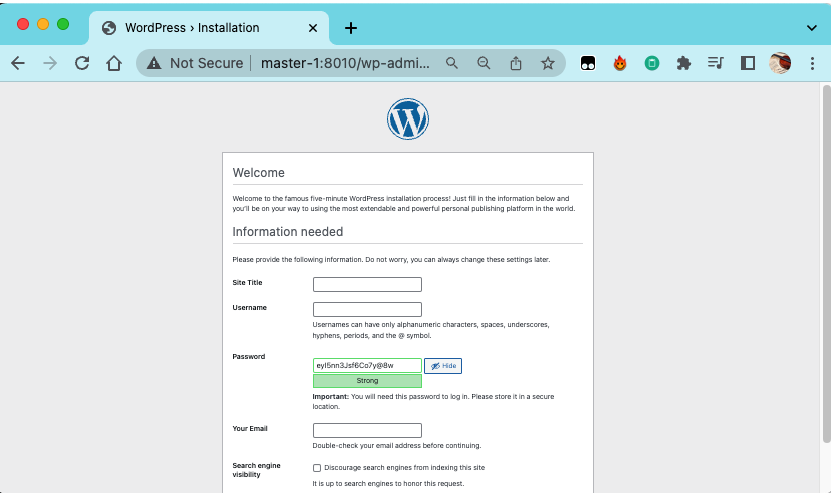 WordPress › Installation
Not Secure | master-1:8010/wp-admi...
Welcome
Welcome to the famous five-minute WordPress installation process! Just fill in the information below and
you'll be on your way to using the most extendable and powerful personal publishing platform in the world.
Information needed
Please provide the following information. Do not worry, you can always change these settings later.
Site Title
Username
Usernames can have only alphanumeric characters, spaces, underscores,
hyphens, periods, and the @ symbol.
Password
eyI5nn3Jsf6Co7y@8w
Hide
Strong
Important: You will need this password to log in. Please store it in a secure
location.
Your Email
Double-check your email address before continuing.
Search engine
visibility
Discourage search engines from indexing this site
It is up to search engines to honor this request.